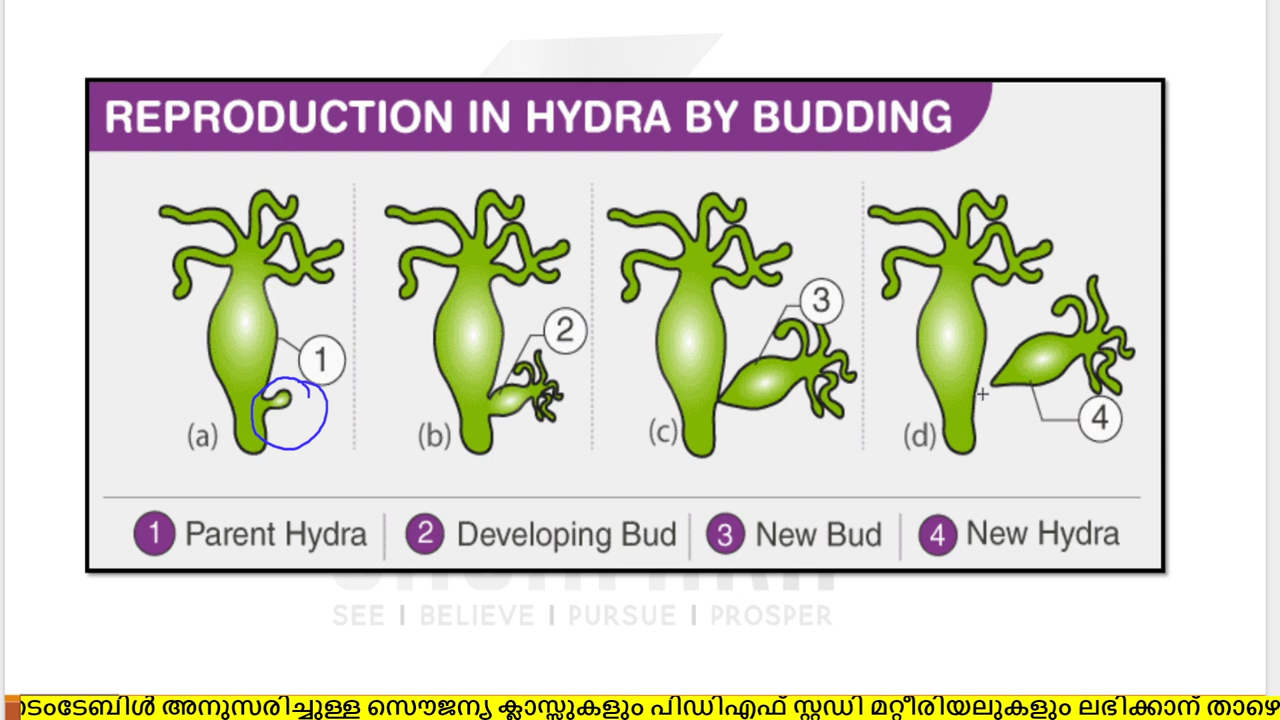 REPRODUCTION IN HYDRA BY BUDDING
1
2
3
4
(a)
(b)
(c)
(d)
1 Parent Hydra
2 Developing Bud
3 New Bud
4 New Hydra
SEE | BELIEVE | PURSUE | PROSPER
അനുസരിച്ചുള്ള സൌജന്യ ക്ലാസ്സുകളും പിഡിഎഫ് സ്റ്റഡി മറ്റീരിയലുകളും ലഭിക്കാന് താഴെ